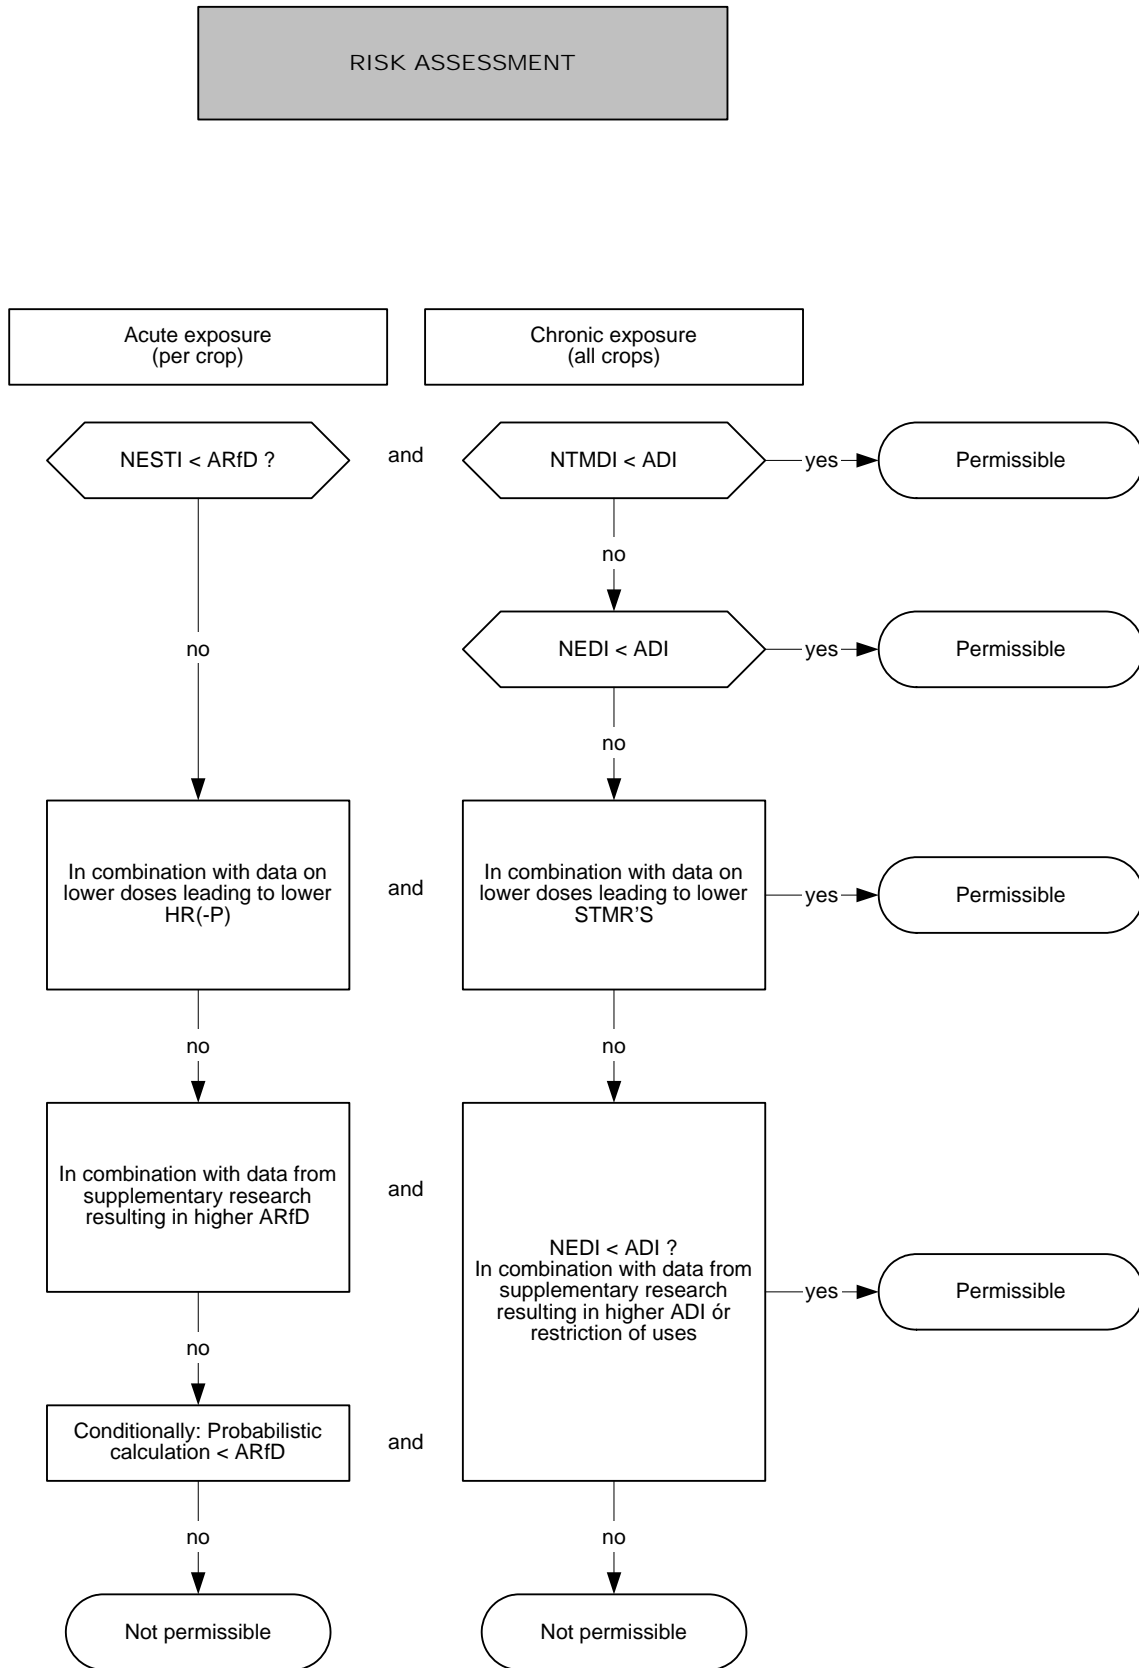 RISK ASSESSMENT
Acute exposure
(per crop)
Chronic exposure
(all crops)
NESTI < ARfD ?
and
NTMDI < ADI
yes
Permissible
no
no
NEDI < ADI
yes
Permissible
no
In combination with data on
lower doses leading to lower
HR(-P)
and
In combination with data on
lower doses leading to lower
STMR'S
yes
Permissible
no
no
In combination with data from
supplementary research
resulting in higher ARfD
and
NEDI < ADI ?
In combination with data from
supplementary research
resulting in higher ADI ór
restriction of uses
yes
Permissible
no
Conditionally: Probabilistic
calculation < ARfD
and
no
no
Not permissible
Not permissible